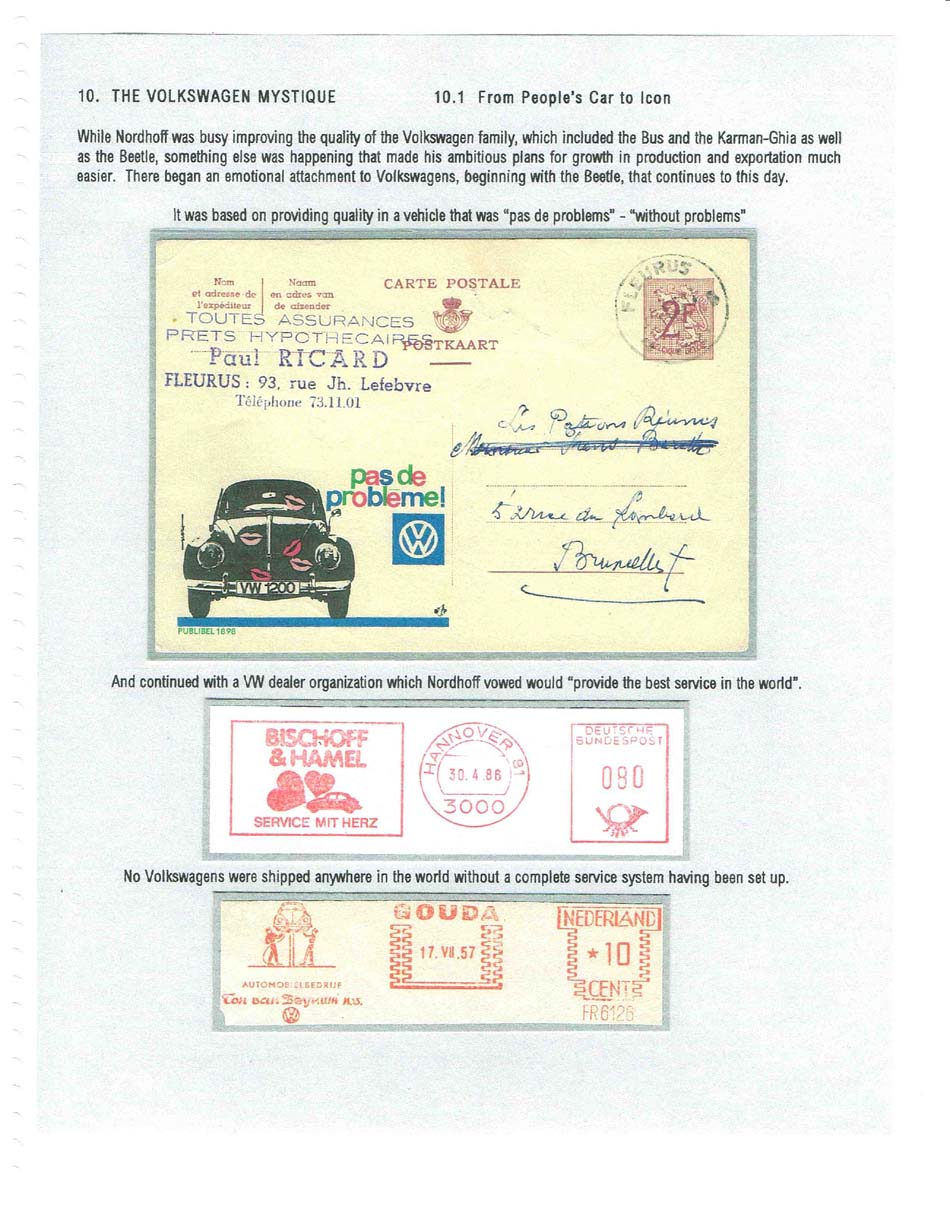 10. THE VOLKSWAGEN MYSTIQUE 10.1 From People's Car to Icon
While Nordhoff was busy improving the quality of the Volkswagen family, which included the Bus and the Karman-Ghia as well
as the Beetle, something else was happening that made his ambitious plans for growth in production and exportation much
easier. There began an emotional attachment to Volkswagens, beginning with the Beetle, that continues to this day.
It was based on providing quality in a vehicle that was "pas de problems" – "without problems"
Nom
et adresse de
l'expéditeur
Naam
en adres van
de afzender
CARTE POSTALE
POSTKAART
FLEURUS
2F
TOUTES ASSURANCES
PRETS HYPOTHECAIRES
Paul RICARD
FLEURUS: 93, rue Jh. Lefebvre
Téléphone 73.11.01
Les Patrons Réunis
rue du Lombard
Bruxelles 1
pas de
problème!
VW
VW 1200
PUBLIBEL 1898
And continued with a VW dealer organization which Nordhoff vowed would "provide the best service in the world".
BISCHOFF
& HAMEL
SERVICE MIT HERZ
HANNOVER 91
30.4.86
3000
DEUTSCHE
BUNDESPOST
080
No Volkswagens were shipped anywhere in the world without a complete service system having been set up.
AUTOMOBIELBEDRIJF
Ton van
VW
GOUDA
17.VII.57
NEDERLAND
*10
CENT
FR6126